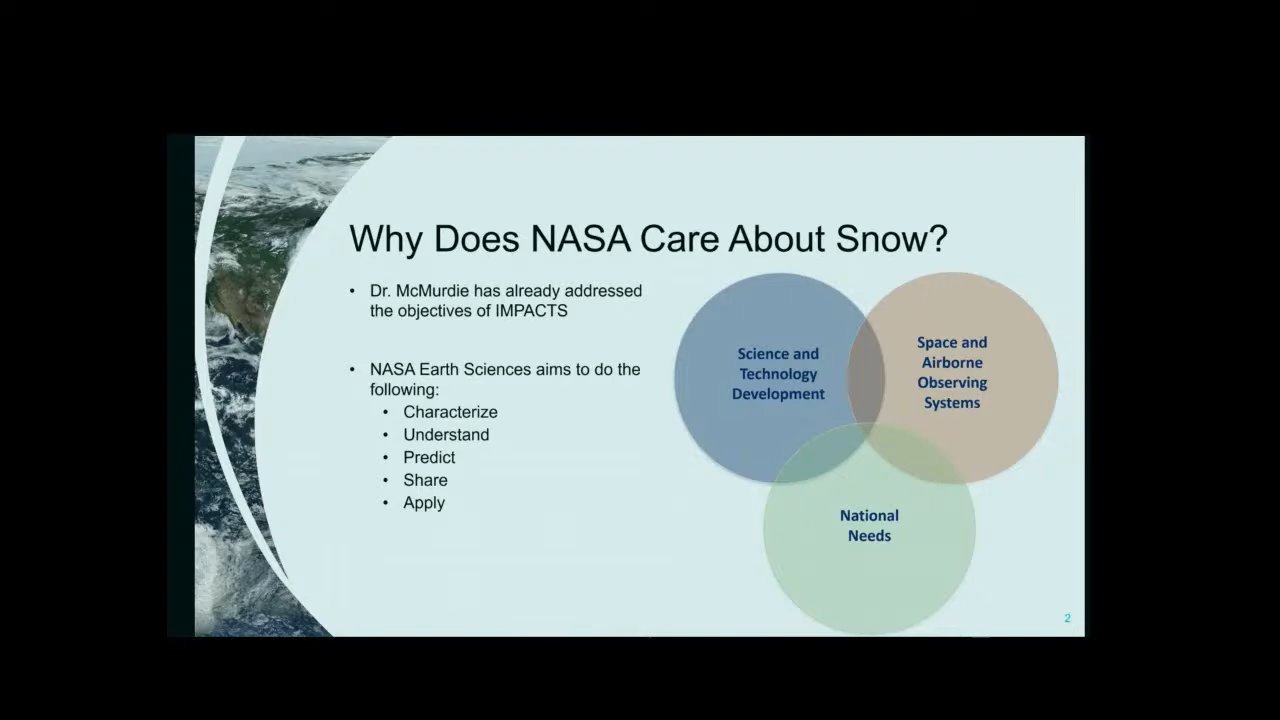 Why Does NASA Care About Snow?
• Dr. McMurdie has already addressed
the objectives of IMPACTS
• NASA Earth Sciences aims to do the
following:
• Characterize
• Understand
• Predict
• Share
• Apply
Science and
Technology
Development
Space and
Airborne
Observing
Systems
National
Needs
2